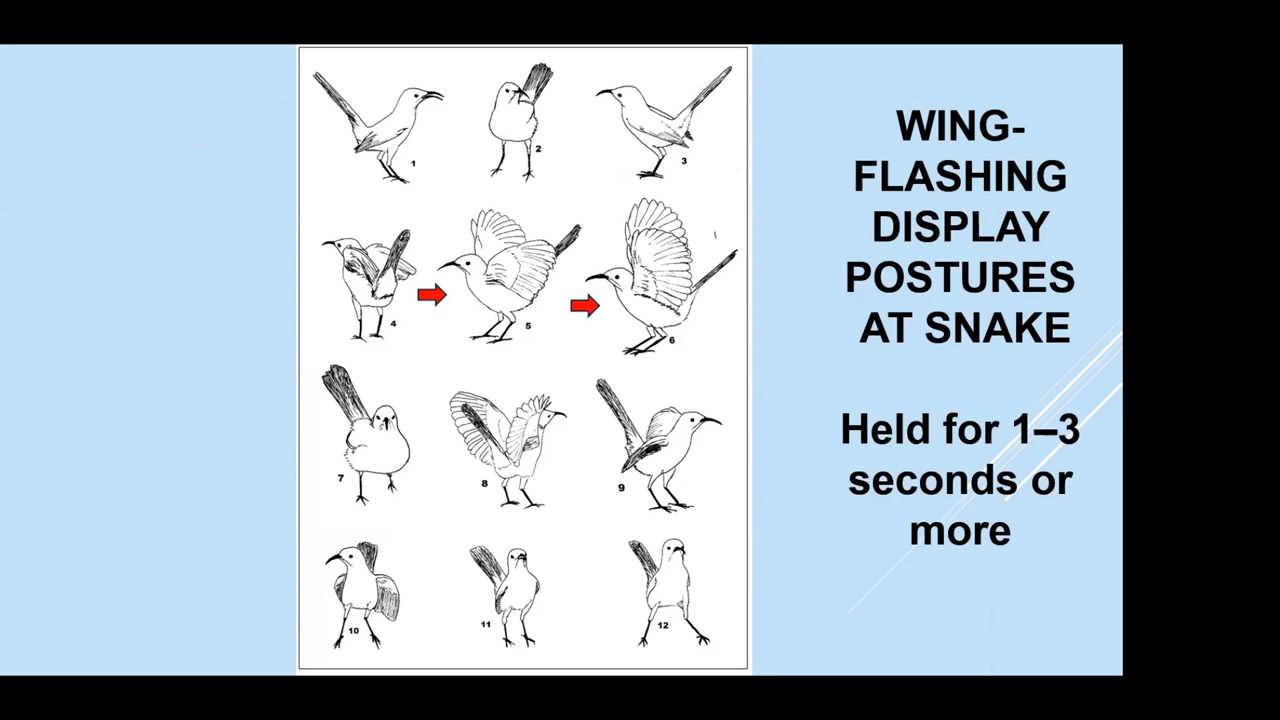 1
2
3
4
5
6
7
8
9
10
11
12
WING-
FLASHING
DISPLAY
POSTURES
AT SNAKE
Held for 1–3
seconds or
more